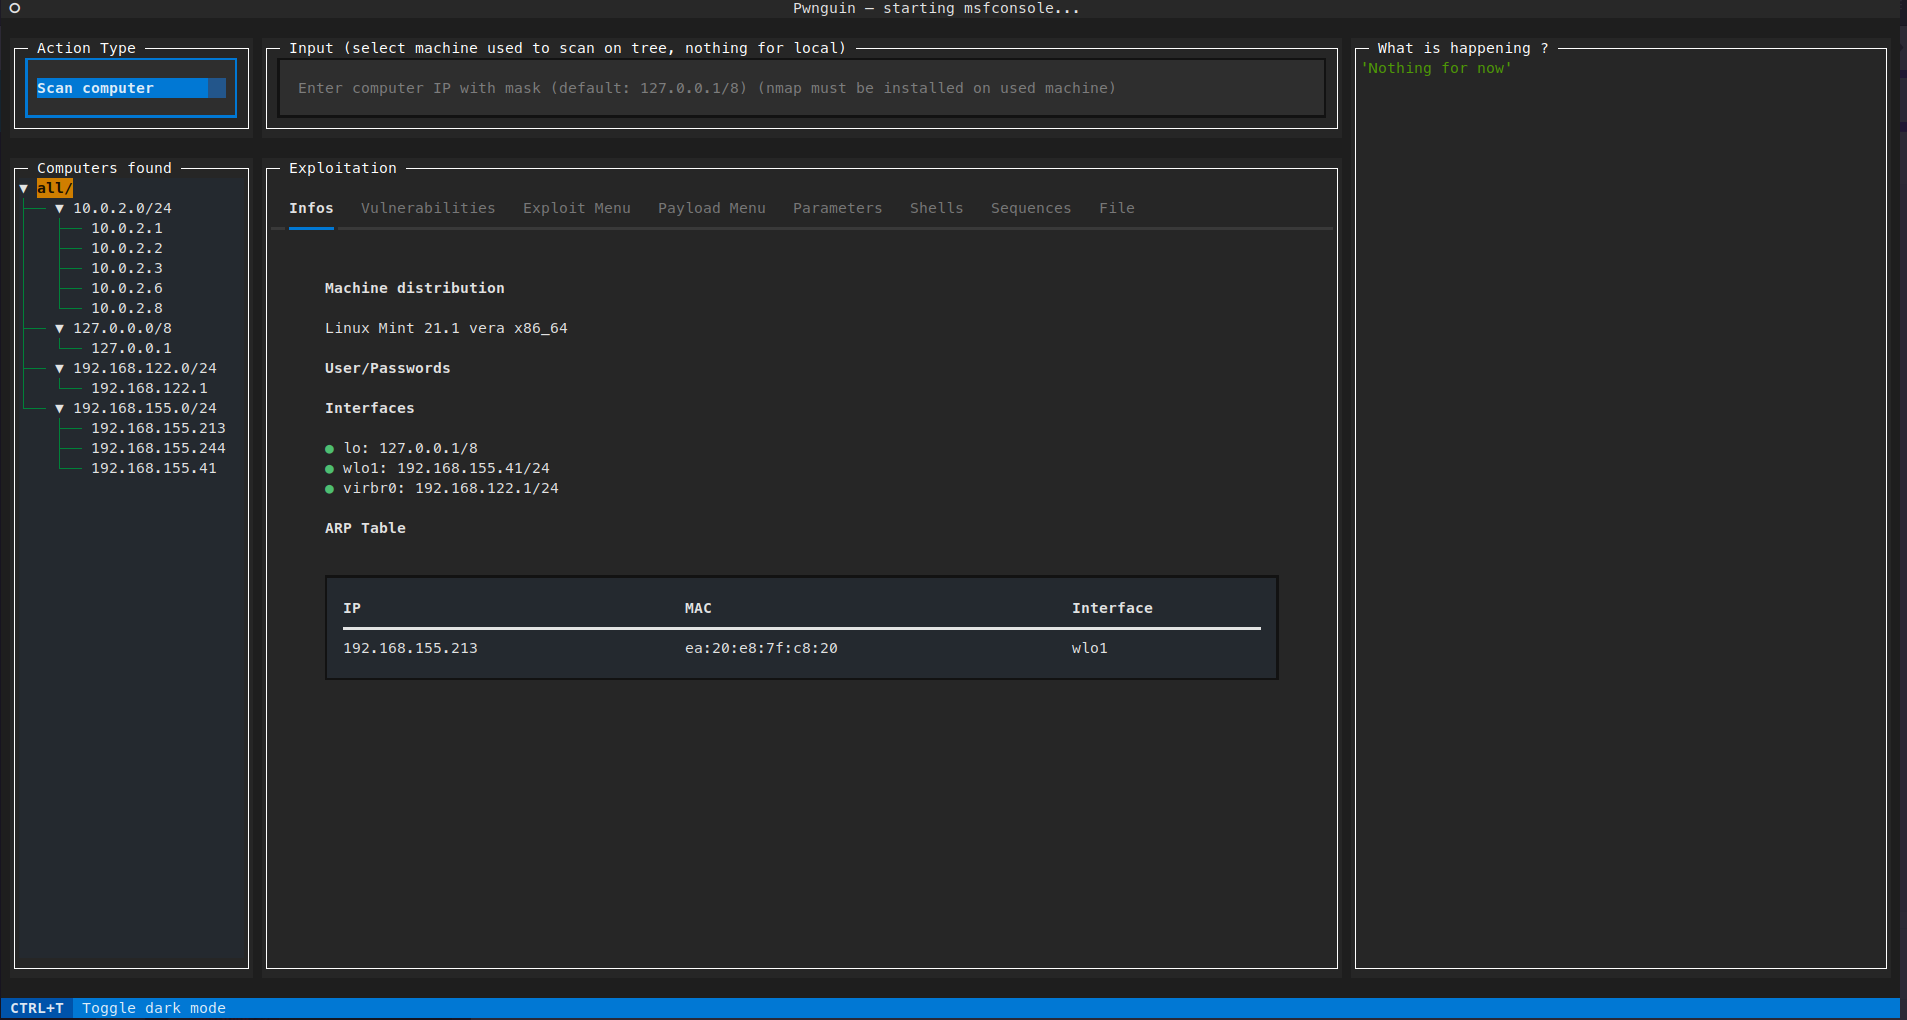 Pwnguin — starting msfconsole...
Action Type
Scan computer
Input (select machine used to scan on tree, nothing for local)
Enter computer IP with mask (default: 127.0.0.1/8) (nmap must be installed on used machine)
What is happening ?
'Nothing for now'
Computers found
▼ all/
▼ 10.0.2.0/24
10.0.2.1
10.0.2.2
10.0.2.3
10.0.2.6
10.0.2.8
▼ 127.0.0.0/8
127.0.0.1
▼ 192.168.122.0/24
192.168.122.1
▼ 192.168.155.0/24
192.168.155.213
192.168.155.244
192.168.155.41
Exploitation
Infos Vulnerabilities Exploit Menu Payload Menu Parameters Shells Sequences File
Machine distribution
Linux Mint 21.1 vera x86_64
User/Passwords
Interfaces
● lo: 127.0.0.1/8
● wlo1: 192.168.155.41/24
● virbr0: 192.168.122.1/24
ARP Table
IP MAC Interface
192.168.155.213 ea:20:e8:7f:c8:20 wlo1
CTRL+T Toggle dark mode